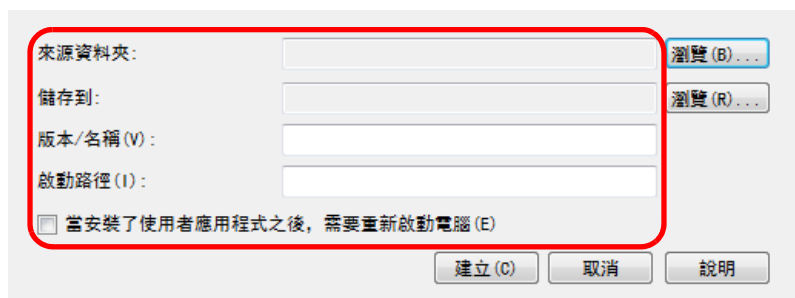 來源資料夾: 瀏覽(B)...
儲存到: 瀏覽(R)...
版本/名稱(V):
啟動路徑(I):
當安裝了使用者應用程式之後, 需要重新啟動電腦(E)
建立(C) 取消 說明